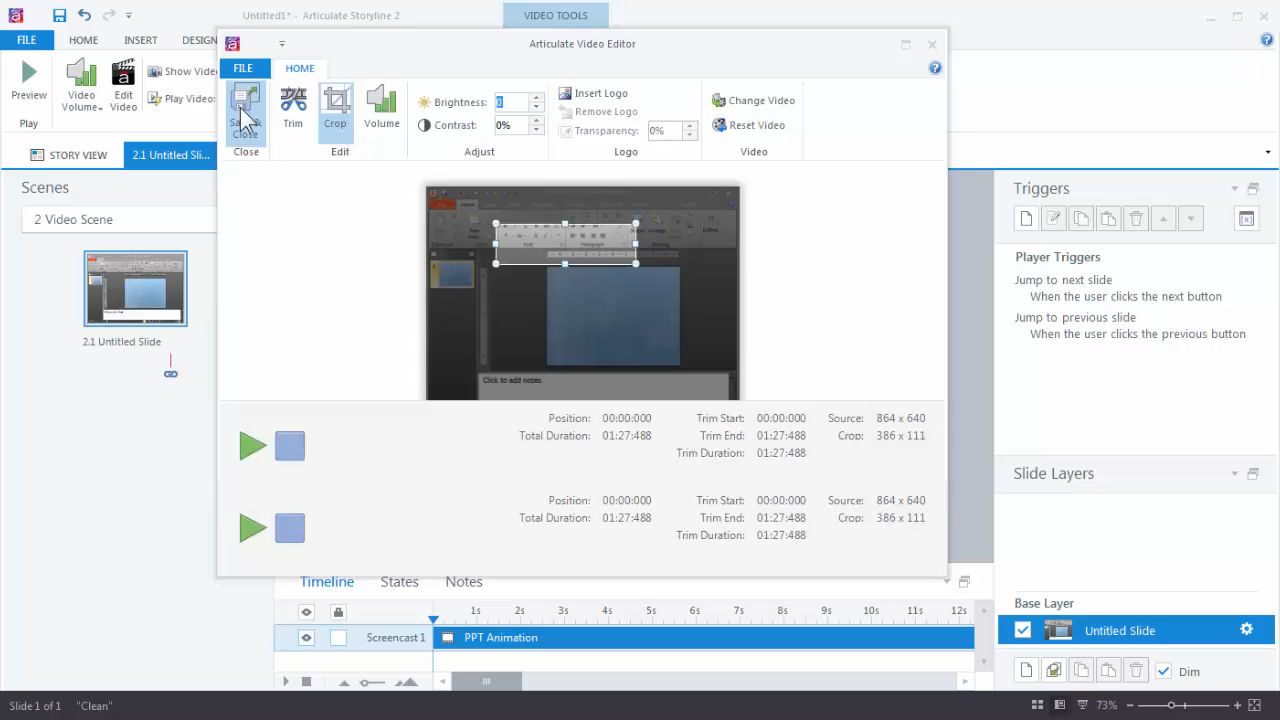 Untitled1* - Articulate Storyline 2
VIDEO TOOLS
FILE
HOME
INSERT
DESIGN
Preview
Video Volume
Edit Video
Show Video:
Play Video:
Play
Articulate Video Editor
FILE
HOME
Save & Close
Trim
Crop
Volume
Brightness: 0
Contrast: 0%
Insert Logo
Remove Logo
Transparency: 0%
Change Video
Reset Video
Close
Edit
Adjust
Logo
Video
STORY VIEW
2.1 Untitled Sli...
Scenes
2 Video Scene
2.1 Untitled Slide
Click to add notes
Position: 00:00:000
Total Duration: 01:27:488
Trim Start: 00:00:000
Trim End: 01:27:488
Trim Duration: 01:27:488
Source: 864 x 640
Crop: 386 x 111
Position: 00:00:000
Total Duration: 01:27:488
Trim Start: 00:00:000
Trim End: 01:27:488
Trim Duration: 01:27:488
Source: 864 x 640
Crop: 386 x 111
Triggers
Player Triggers
Jump to next slide
When the user clicks the next button
Jump to previous slide
When the user clicks the previous button
Slide Layers
Base Layer
Untitled Slide
Dim
Timeline
States
Notes
1s 2s 3s 4s 5s 6s 7s 8s 9s 10s 11s 12s
Screencast 1
PPT Animation
Slide 1 of 1
"Clean"
73%